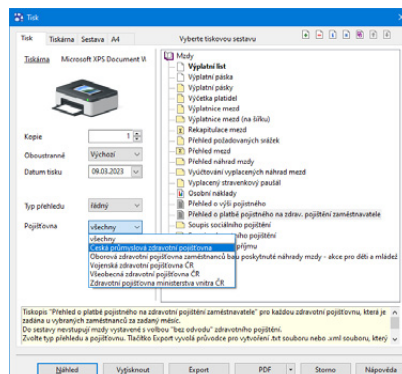 Tisk
Tisk Tiskárna Sestava A4
Vyberte tiskovou sestavu
Tiskárna Microsoft XPS Document W
Kopie 1
Oboustranně Výchozí
Datum tisku 09.03.2023
Typ přehledu řádný
Pojišťovna všechny
všechny
Česká průmyslová zdravotní pojišťovna
Oborová zdravotní pojišťovna zaměstnanců bank
Vojenská zdravotní pojišťovna ČR
Všeobecná zdravotní pojišťovna ČR
Zdravotní pojišťovna ministerstva vnitra ČR
Mzdy
Výplatní list
Výplatní páska
Výplatní pásky
Výčetka platidel
Výplatnice mezd
Výplatnice mezd (na šířku)
Rekapitulace mezd
Přehled požadovaných srážek
Přehled mezd
Přehled náhrad mzdy
Vyúčtování vyplacených náhrad mezd
Vyplacený stravenkový paušál
Osobní náklady
Přehled o výši pojistného
Přehled o platbě pojistného na zdrav. pojištění zaměstnavatele
Soupis sociálního pojištění
ního pojištění
příjmu
poskytnuté náhrady mzdy - akce pro děti a mládež
Tiskopis "Přehled o platbě pojistného na zdravotní pojištění zaměstnavatele" pro každou zdravotní pojišťovnu, která je
zadána u vybraných zaměstnanců za zadaný měsíc.
Do sestavy nevstupují mzdy vystavené s volbou "bez odvodu" zdravotního pojištění.
Zvolte typ přehledu a pojišťovnu. Tlačítko Export vyvolá průvodce pro vytvoření .txt souboru nebo .xml souboru, který
Náhled Vytisknout Export PDF Storno Nápověda